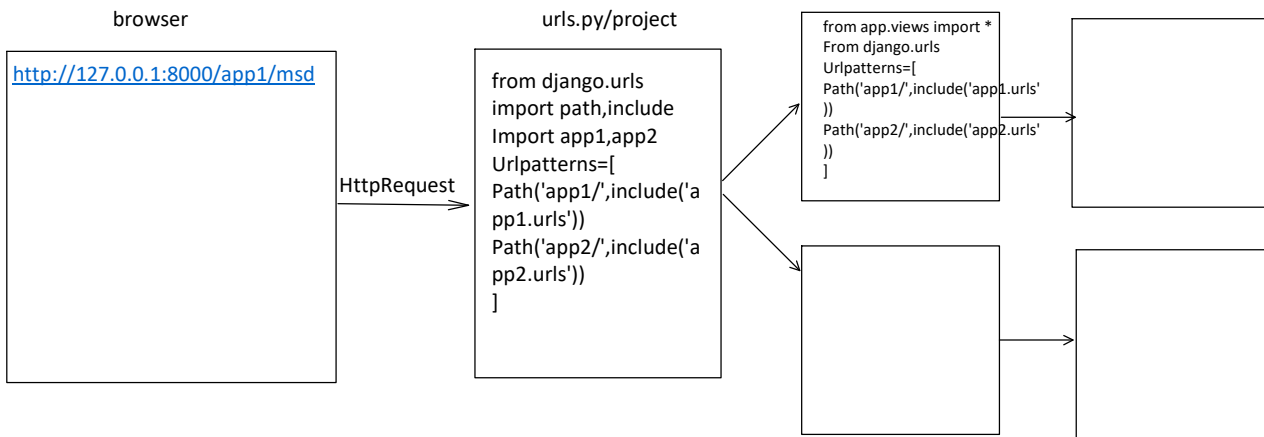 browser
http://127.0.0.1:8000/app1/msd
HttpRequest
urls.py/project
from django.urls
import path,include
Import app1,app2
Urlpatterns=[
Path('app1/',include('a
pp1.urls'))
Path('app2/',include('a
pp2.urls'))
]
from app.views import *
From django.urls
Urlpatterns=[
Path('app1/',include('app1.urls'
))
Path('app2/',include('app2.urls'
))
]